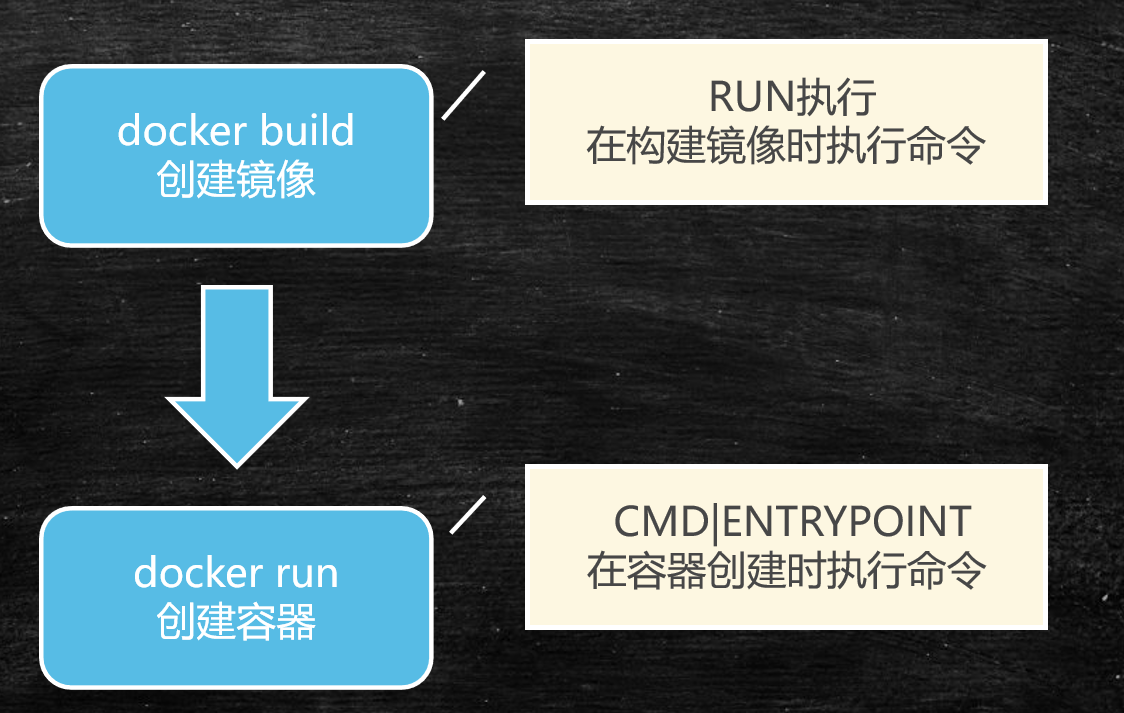 docker build
创建镜像
RUN执行
在构建镜像时执行命令
docker run
创建容器
CMD|ENTRYPOINT
在容器创建时执行命令